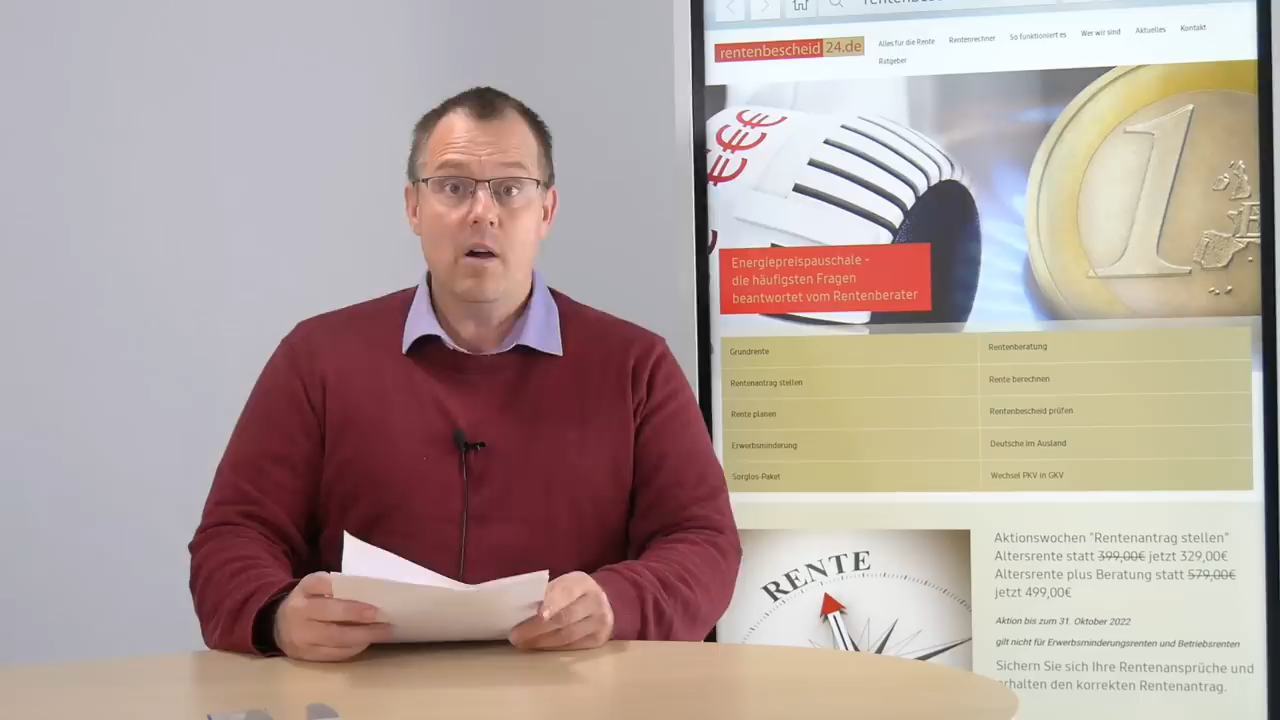 rentenbescheid 24.de
Alles für die Rente
Rentenrechner
So funktioniert es
Wer wir sind
Aktuelles
Kontakt
Ratgeber
€€€
€€€
1
Energiepreispauschale -
die häufigsten Fragen
beantwortet vom Rentenberater
Grundrente
Rentenberatung
Rentenantrag stellen
Rente berechnen
Rente planen
Rentenbescheid prüfen
Erwerbsminderung
Deutsche im Ausland
Sorglos-Paket
Wechsel PKV in GKV
RENTE
Aktionswochen "Rentenantrag stellen"
Altersrente statt 399,00€ jetzt 329,00€
Altersrente plus Beratung statt 579,00€
jetzt 499,00€
Aktion bis zum 31. Oktober 2022
gilt nicht für Erwerbsminderungsrenten und Betriebsrenten
Sichern Sie sich Ihre Rentenansprüche und
erhalten den korrekten Rentenantrag.